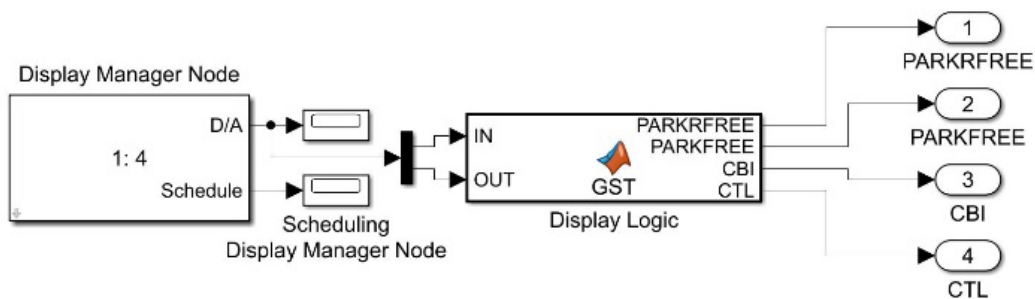 Display Manager Node
D/A
1: 4
Schedule
Scheduling
Display Manager Node
IN
OUT
GST
PARKRFREE
PARKFREE
CBI
CTL
Display Logic
1
PARKRFREE
2
PARKFREE
3
CBI
4
CTL